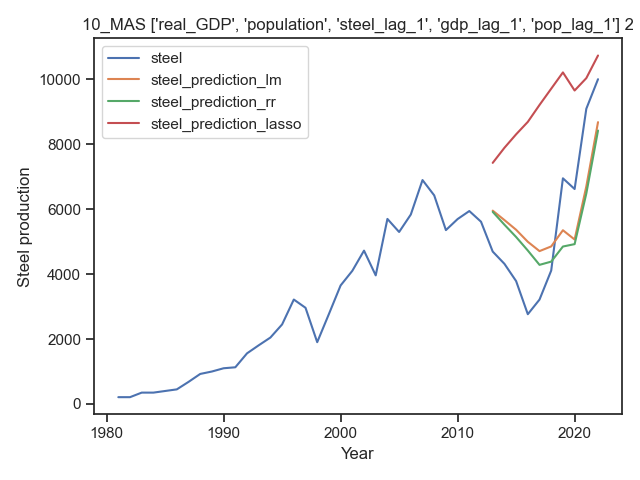 10_MAS ['real_GDP', 'population', 'steel_lag_1', 'gdp_lag_1', 'pop_lag_1'] 2
steel
steel_prediction_lm
steel_prediction_rr
steel_prediction_lasso
10000
8000
6000
4000
2000
0
Steel production
1980
1990
2000
2010
2020
Year